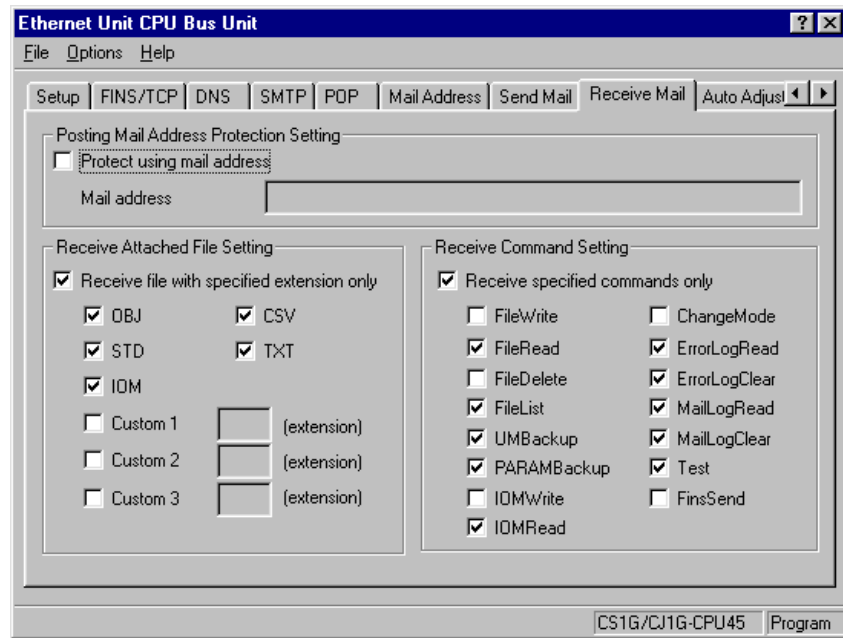 Ethernet Unit CPU Bus Unit
File Options Help
Setup FINS/TCP DNS SMTP POP Mail Address Send Mail Receive Mail Auto Adjust
Posting Mail Address Protection Setting
Protect using mail address
Mail address
Receive Attached File Setting
Receive file with specified extension only
OBJ CSV
STD TXT
IOM
Custom 1 (extension)
Custom 2 (extension)
Custom 3 (extension)
Receive Command Setting
Receive specified commands only
FileWrite ChangeMode
FileRead ErrorLogRead
FileDelete ErrorLogClear
FileList MailLogRead
UMBackup MailLogClear
PARAMBackup Test
IOMWrite FinsSend
IOMRead
CS1G/CJ1G-CPU45 Program